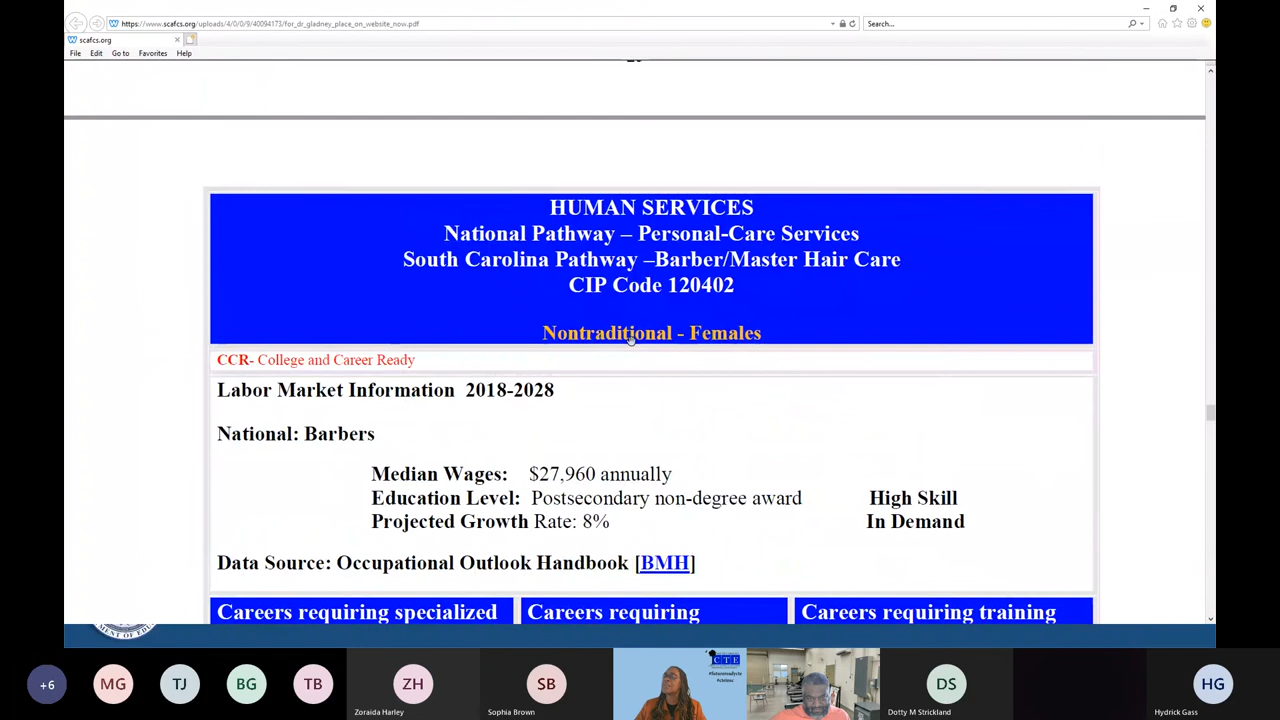 https://www.scafcs.org/uploads/4/0/0/9/40094173/for_dr_gladney_place_on_website_now.pdf
Search...
scafcs.org
File Edit Go to Favorites Help
HUMAN SERVICES
National Pathway – Personal-Care Services
South Carolina Pathway –Barber/Master Hair Care
CIP Code 120402
Nontraditional - Females
CCR- College and Career Ready
Labor Market Information 2018-2028
National: Barbers
Median Wages: $27,960 annually
Education Level: Postsecondary non-degree award High Skill
Projected Growth Rate: 8% In Demand
Data Source: Occupational Outlook Handbook [BMH]
Careers requiring specialized Careers requiring Careers requiring training
CTE
+6 MG TJ BG TB ZH SB DS HG
Zoraida Harley Sophia Brown Dotty M Strickland Hydrick Gass